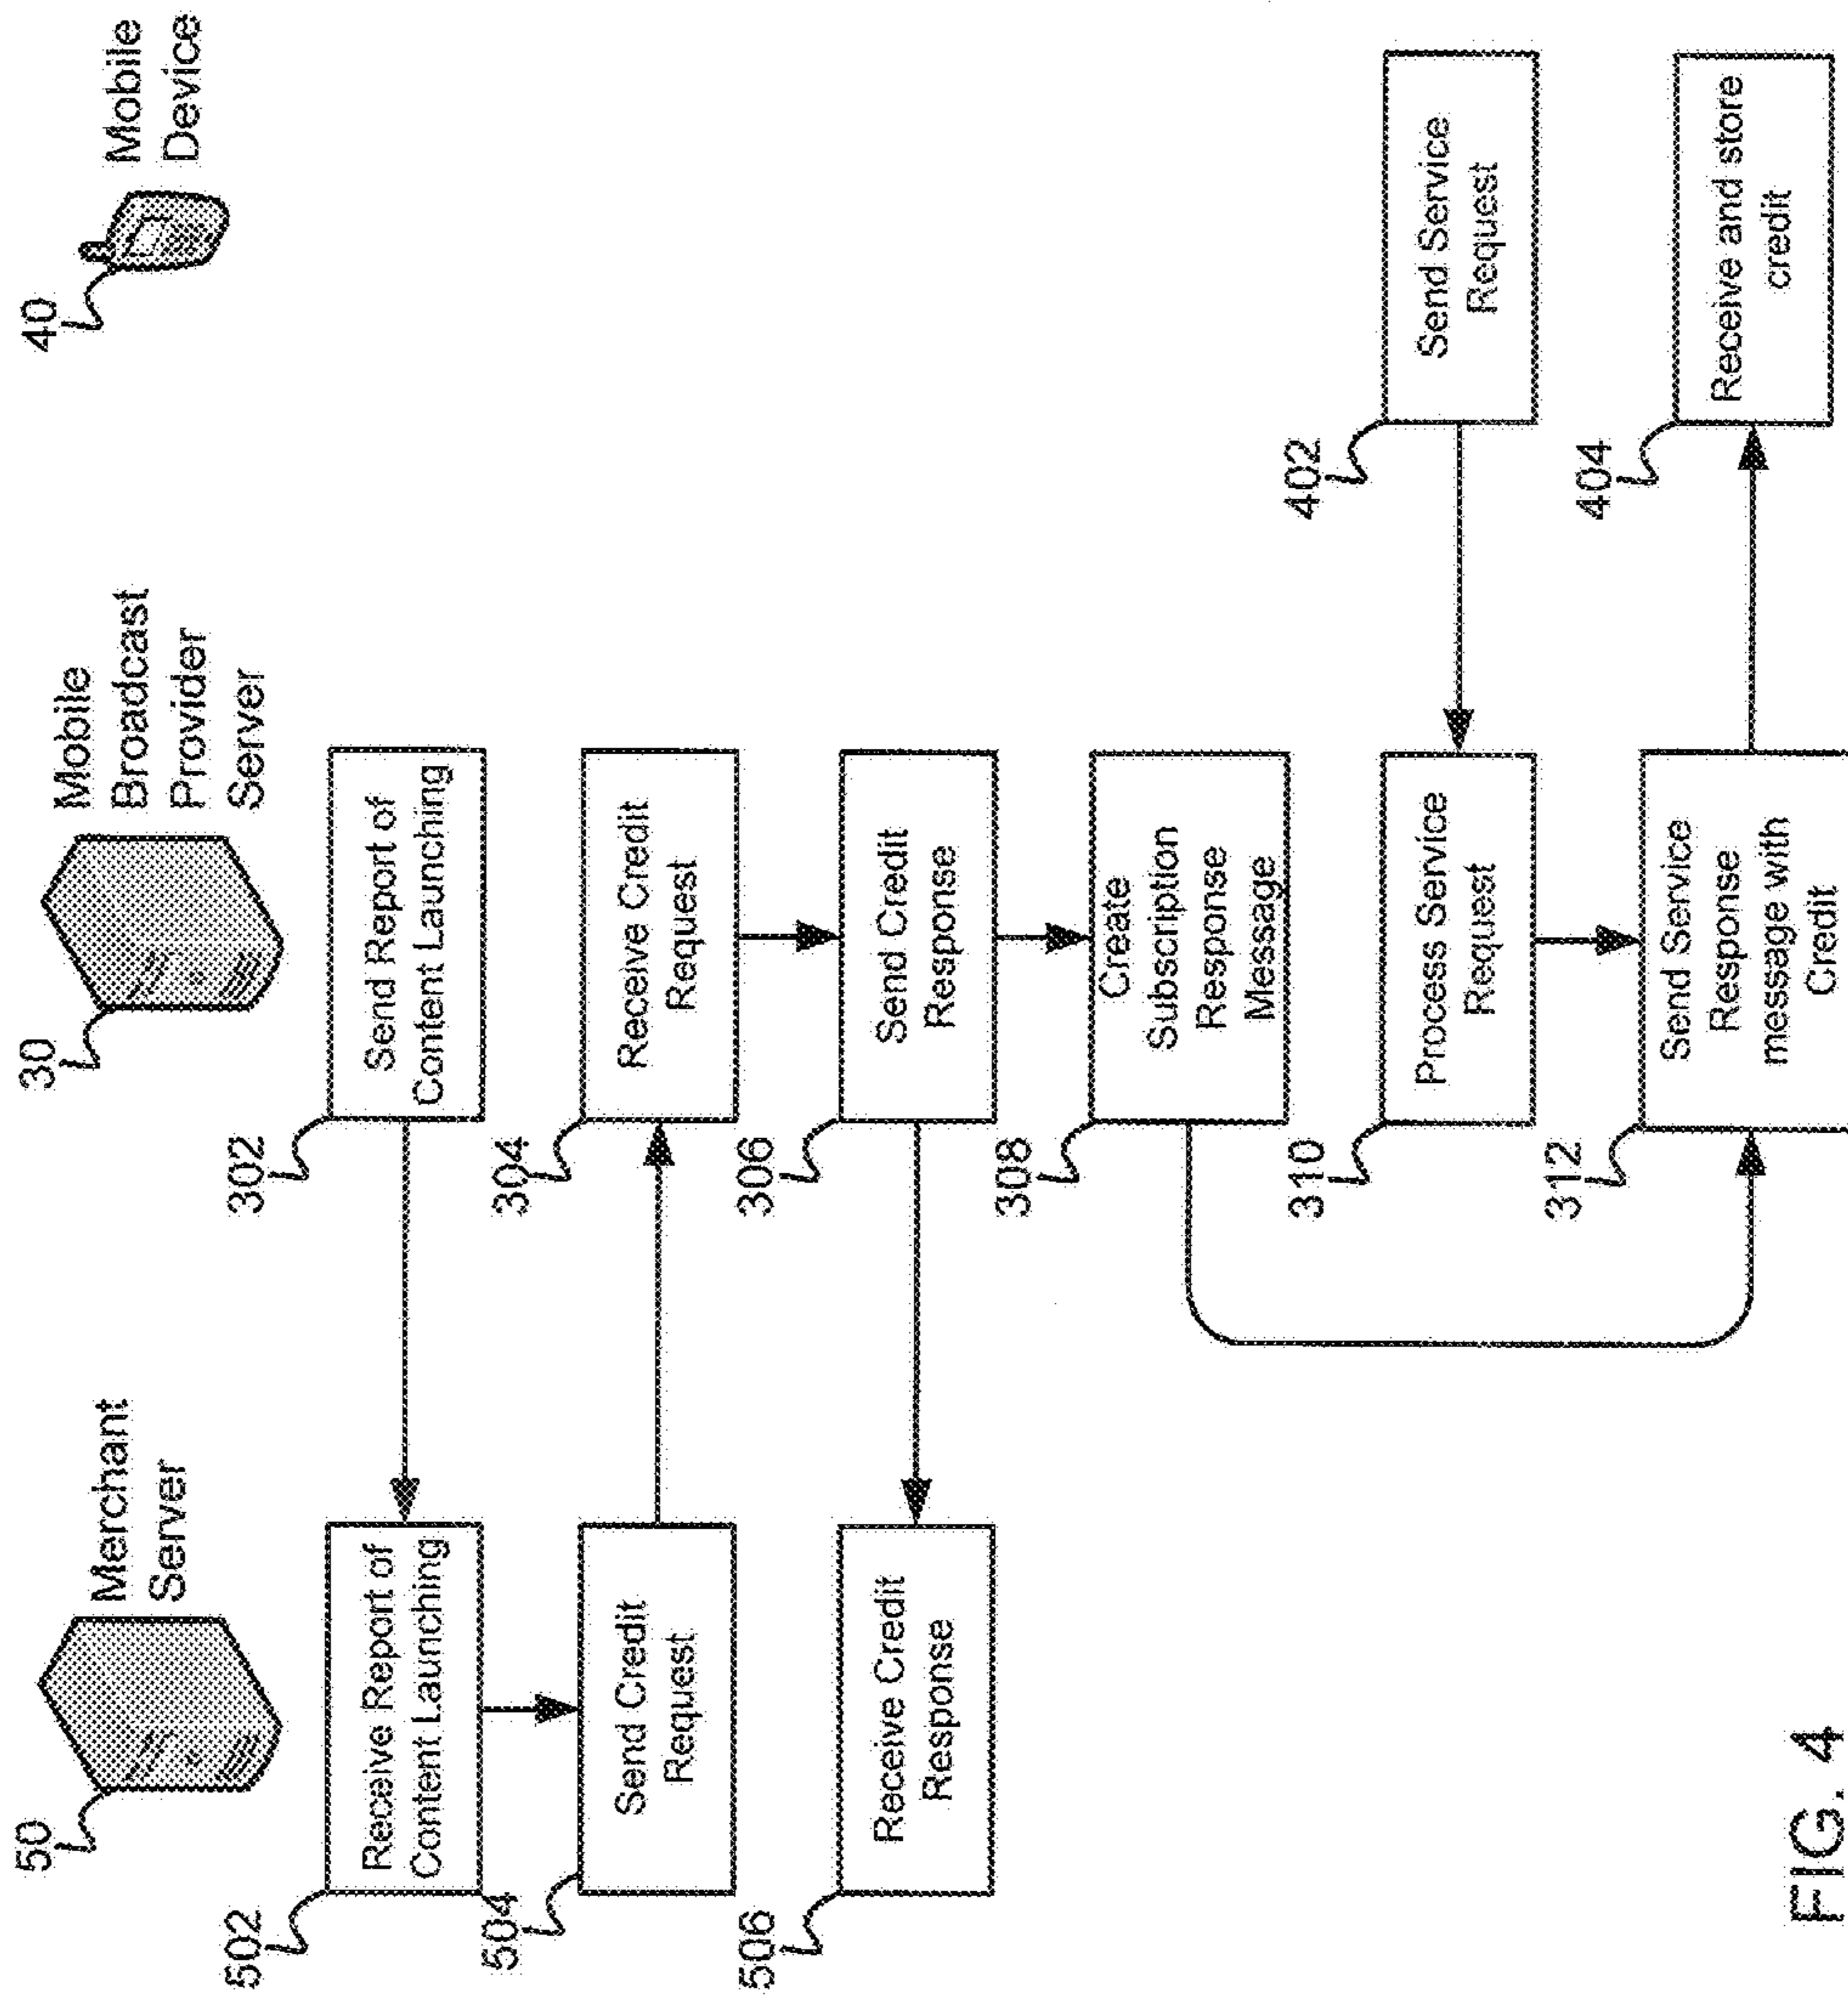 50
Merchant
Server
30
Mobile
Broadcast
Provider
Server
40
Mobile
Device
502
Receive Report of
Content Launching
302
Send Report of
Content Launching
504
Send Credit
Request
304
Receive Credit
Request
506
Receive Credit
Response
306
Send Credit
Response
308
Create
Subscription
Response
Message
310
Process Service
Request
402
Send Service
Request
312
Send Service
Response
message with
Credit
404
Receive and store
credit
FIG. 4